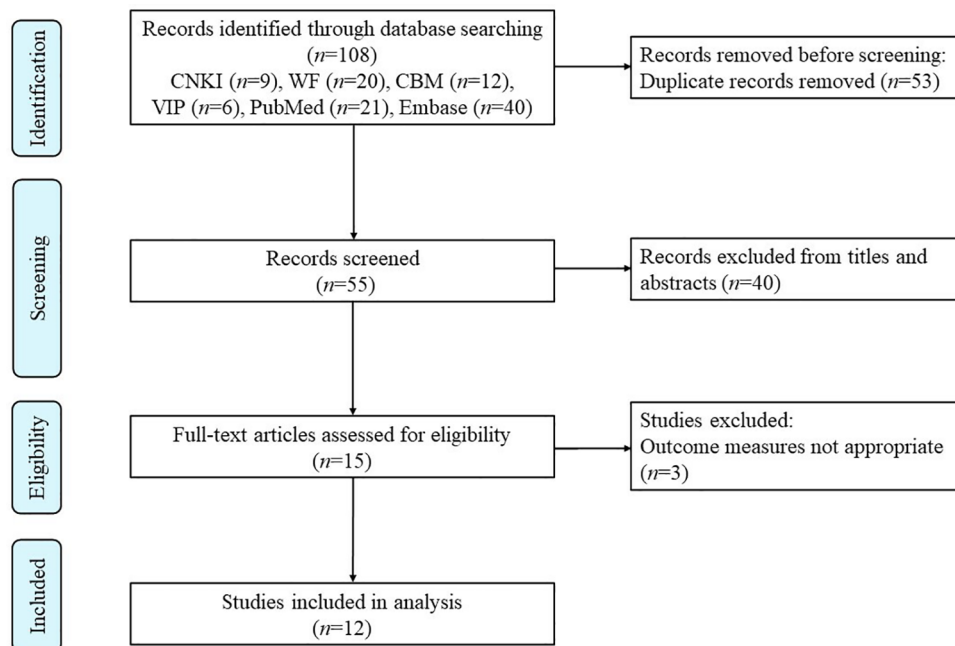 Identification
Records identified through database searching
(n=108)
CNKI (n=9), WF (n=20), CBM (n=12),
VIP (n=6), PubMed (n=21), Embase (n=40)
Records removed before screening:
Duplicate records removed (n=53)
Screening
Records screened
(n=55)
Records excluded from titles and
abstracts (n=40)
Eligibility
Full-text articles assessed for eligibility
(n=15)
Studies excluded:
Outcome measures not appropriate
(n=3)
Included
Studies included in analysis
(n=12)